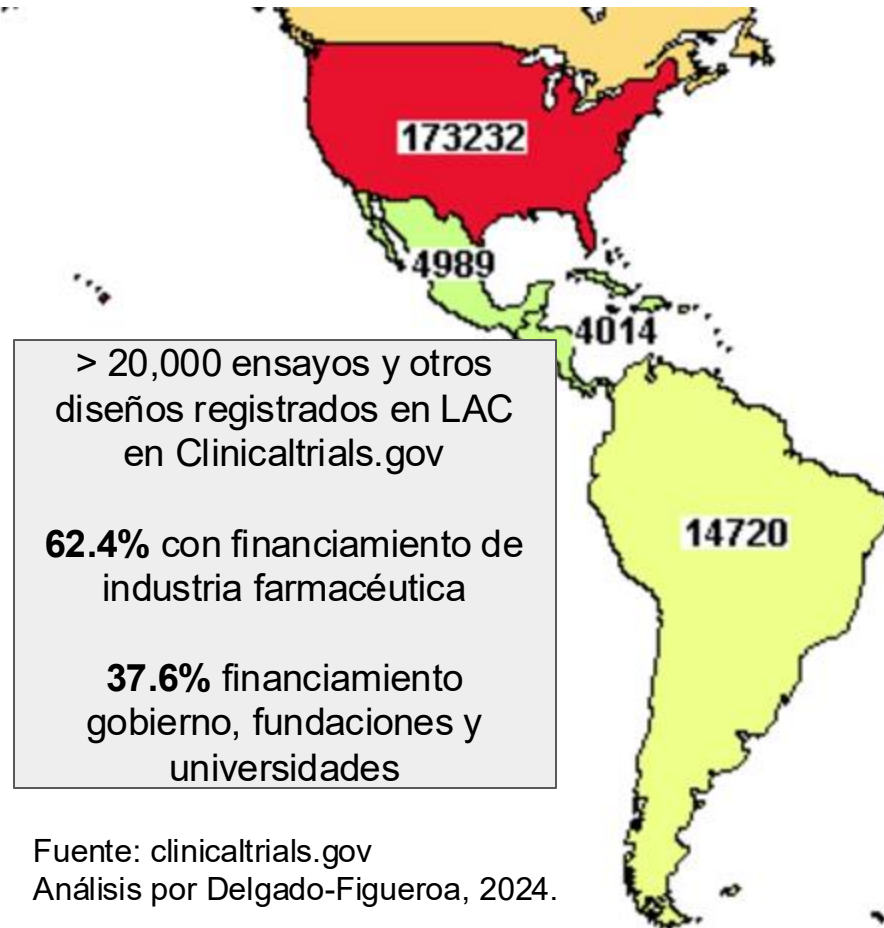 173232
4989
4014
> 20,000 ensayos y otros
diseños registrados en LAC
en Clinicaltrials.gov
62.4% con financiamiento de
industria farmacéutica
37.6% financiamiento
gobierno, fundaciones y
universidades
14720
Fuente: clinicaltrials.gov
Análisis por Delgado-Figueroa, 2024.